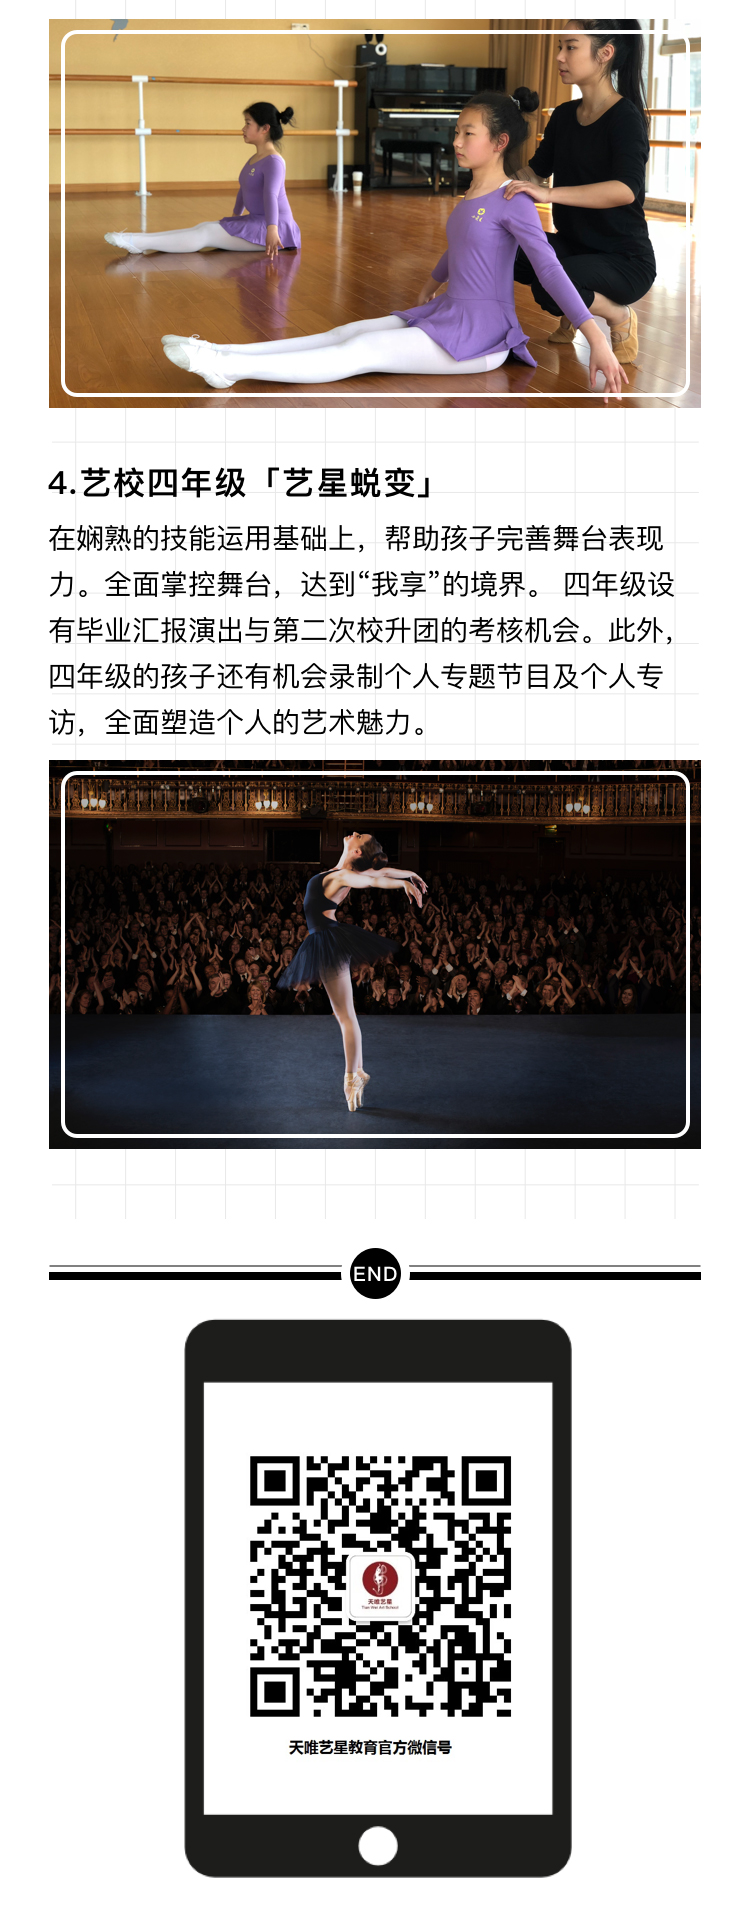 4.艺校四年级「艺星蜕变」
在娴熟的技能运用基础上，帮助孩子完善舞台表现
力。全面掌控舞台，达到“我享”的境界。 四年级设
有毕业汇报演出与第二次校升团的考核机会。此外，
四年级的孩子还有机会录制个人专题节目及个人专
访，全面塑造个人的艺术魅力。
END
天唯艺星
Tian Wei Art School
天唯艺星教育官方微信号